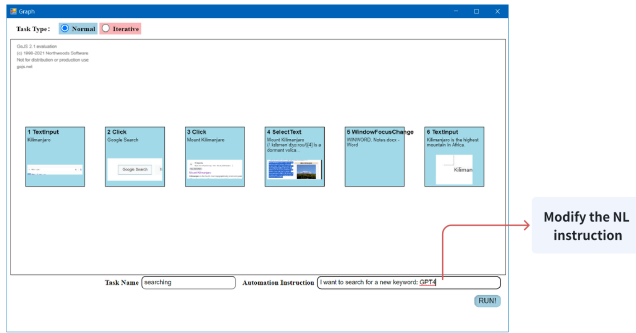 Graph
Task Type: Normal Iterative
GoJS 2.1 evaluation
(c) 1998-2021 Northwoods Software
Not for distribution or production use
gojs.net
1 TextInput
Kilimanjaro
2 Click
Google Search
Google Search
3 Click
Mount Kilimanjaro
4 SelectText
Mount Kilimanjaro
dormant volca...
5 WindowFocusChange
WINWORD, Notes.docx -
Word
6 TextInput
Kilimanjaro is the highest
mountain in Africa.
Kiliman
Task Name searching Automation Instruction I want to search for a new keyword: GPT4
RUN!
Modify the NL
instruction